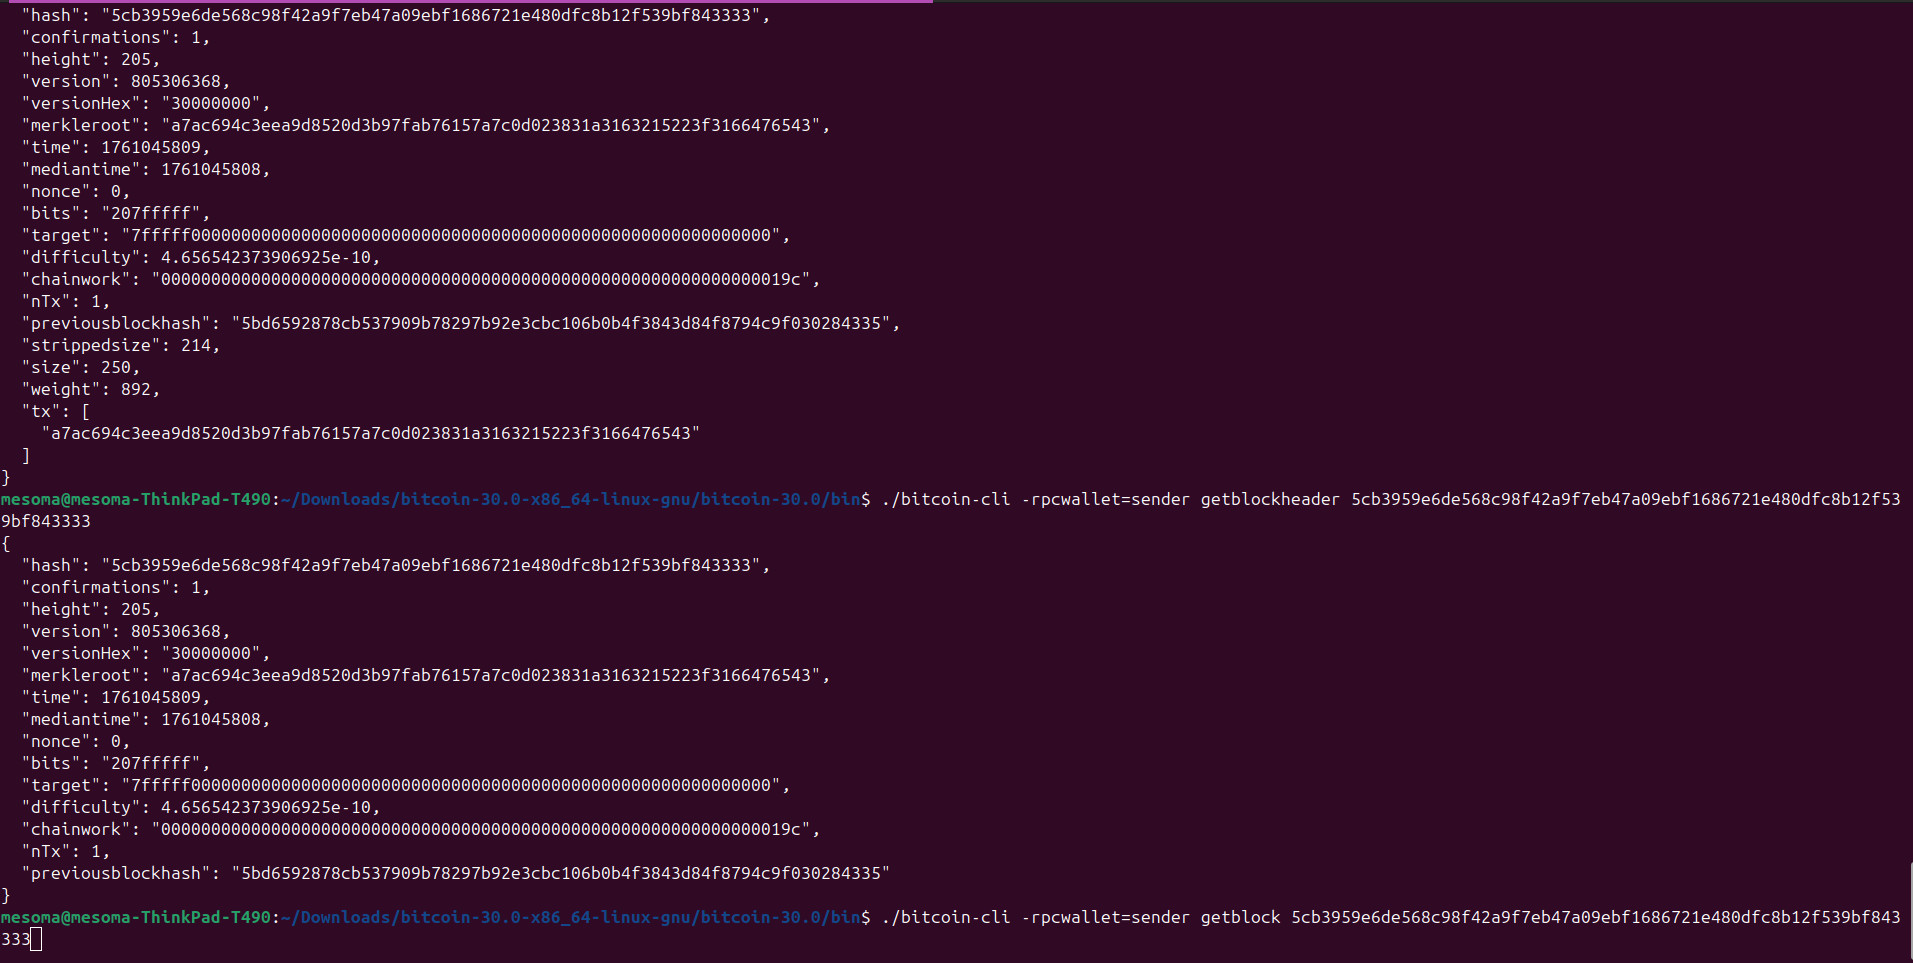 "hash": "5cb3959e6de568c98f42a9f7eb47a09ebf1686721e480dfc8b12f539bf843333",
"confirmations": 1,
"height": 205,
"version": 805306368,
"versionHex": "30000000",
"merkleroot": "a7ac694c3eea9d8520d3b97fab76157a7c0d023831a3163215223f3166476543",
"time": 1761045809,
"mediantime": 1761045808,
"nonce": 0,
"bits": "207fffff",
"target": "7fffff0000000000000000000000000000000000000000000000000000000000",
"difficulty": 4.656542373906925e-10,
"chainwork": "000000000000000000000000000000000000000000000000000000000000019c",
"nTx": 1,
"previousblockhash": "5bd6592878cb537909b78297b92e3cbc106b0b4f3843d84f8794c9f030284335",
"strippedsize": 214,
"size": 250,
"weight": 892,
"tx": [
"a7ac694c3eea9d8520d3b97fab76157a7c0d023831a3163215223f3166476543"
]
}
mesoma@mesoma-ThinkPad-T490:~/Downloads/bitcoin-30.0-x86_64-linux-gnu/bitcoin-30.0/bin$ ./bitcoin-cli -rpcwallet=sender getblockheader 5cb3959e6de568c98f42a9f7eb47a09ebf1686721e480dfc8b12f53
9bf843333
{
"hash": "5cb3959e6de568c98f42a9f7eb47a09ebf1686721e480dfc8b12f539bf843333",
"confirmations": 1,
"height": 205,
"version": 805306368,
"versionHex": "30000000",
"merkleroot": "a7ac694c3eea9d8520d3b97fab76157a7c0d023831a3163215223f3166476543",
"time": 1761045809,
"mediantime": 1761045808,
"nonce": 0,
"bits": "207fffff",
"target": "7fffff0000000000000000000000000000000000000000000000000000000000",
"difficulty": 4.656542373906925e-10,
"chainwork": "000000000000000000000000000000000000000000000000000000000000019c",
"nTx": 1,
"previousblockhash": "5bd6592878cb537909b78297b92e3cbc106b0b4f3843d84f8794c9f030284335"
}
mesoma@mesoma-ThinkPad-T490:~/Downloads/bitcoin-30.0-x86_64-linux-gnu/bitcoin-30.0/bin$ ./bitcoin-cli -rpcwallet=sender getblock 5cb3959e6de568c98f42a9f7eb47a09ebf1686721e480dfc8b12f539bf843
333